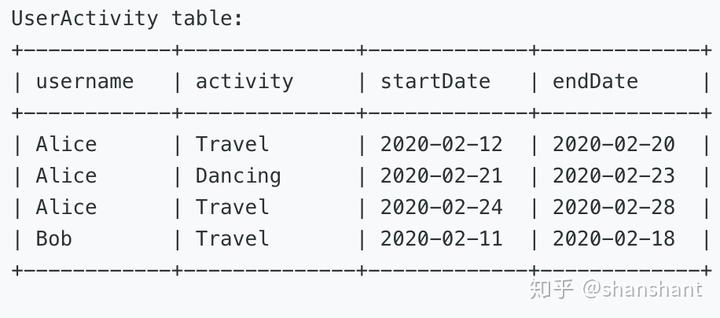 UserActivity table:
+------------+--------------+-------------+-------------+
| username   | activity     | startDate   | endDate     |
+------------+--------------+-------------+-------------+
| Alice      | Travel       | 2020-02-12  | 2020-02-20  |
| Alice      | Dancing      | 2020-02-21  | 2020-02-23  |
| Alice      | Travel       | 2020-02-24  | 2020-02-28  |
| Bob        | Travel       | 2020-02-11  | 2020-02-18  |
+------------+--------------+-------------+-------------+
知乎 @shanshant